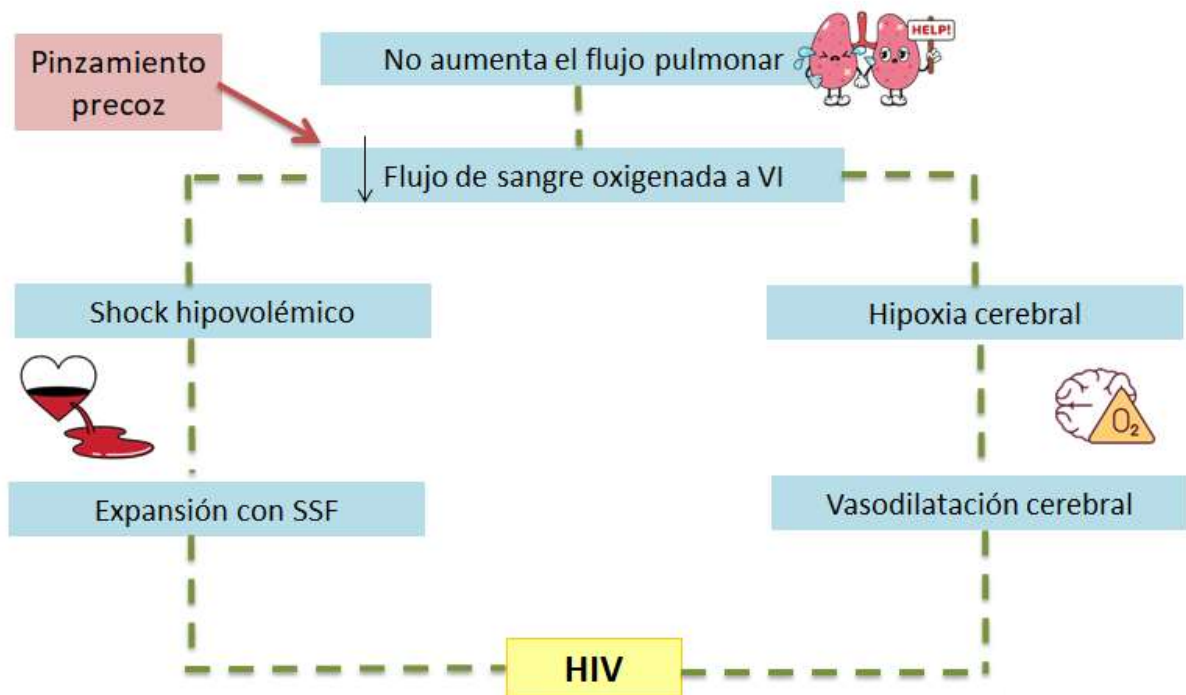 Pinzamiento
precoz
No aumenta el flujo pulmonar
HELP!
Flujo de sangre oxigenada a VI
Shock hipovolémico
Hipoxia cerebral
O₂
Expansión con SSF
Vasodilatación cerebral
HIV